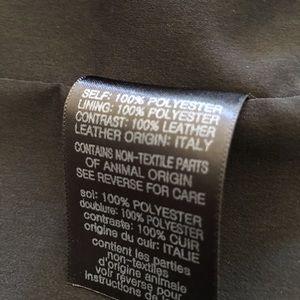 SELF: 100% POLYESTER
LINING: 100% POLYESTER
CONTRAST: 100% LEATHER
LEATHER ORIGIN: ITALY
CONTAINS NON-TEXTILE PARTS
OF ANIMAL ORIGIN
SEE REVERSE FOR CARE
soi: 100% POLYESTER
doublure: 100% POLYESTER
contraste: 100% CUIR
origine du cuir: ITALIE
contient les parties
non-textiles
d'origine animale
voir réverse pour
instructions